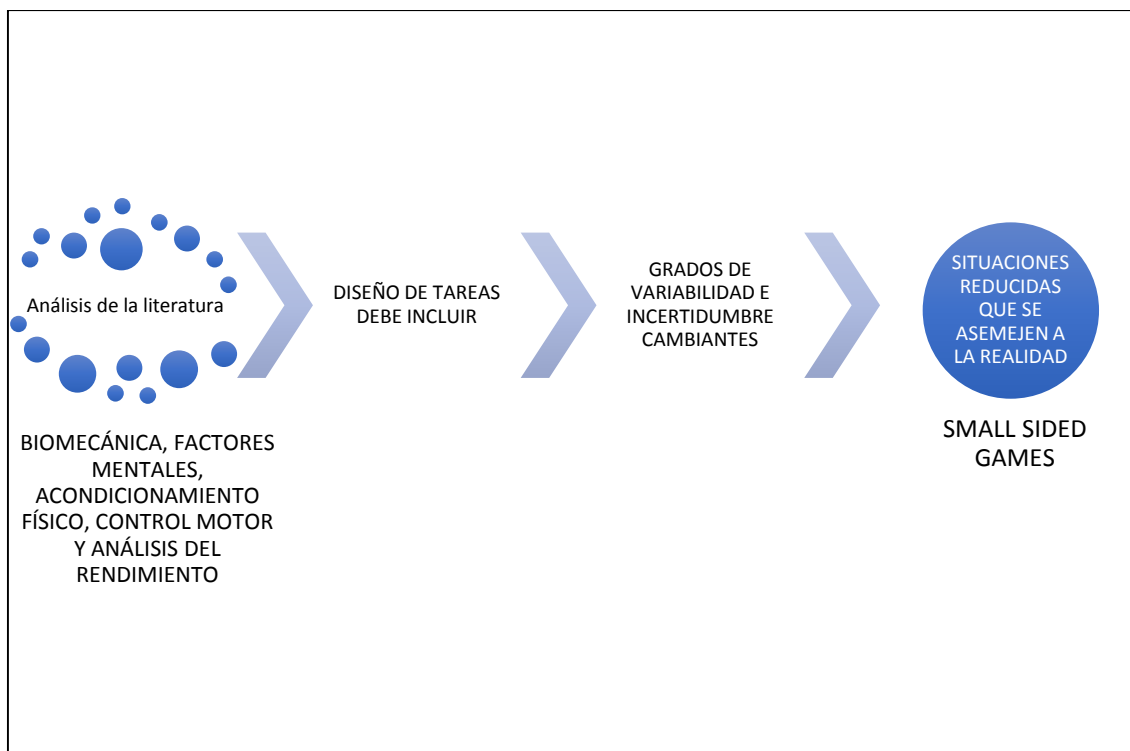 Análisis de la literatura
BIOMECÁNICA, FACTORES
MENTALES,
ACONDICIONAMIENTO
FÍSICO, CONTROL MOTOR
Y ANÁLISIS DEL
RENDIMIENTO
DISEÑO DE TAREAS
DEBE INCLUIR
GRADOS DE
VARIABILIDAD E
INCERTIDUMBRE
CAMBIANTES
SITUACIONES
REDUCIDAS
QUE SE
ASEMEJEN A
LA REALIDAD
SMALL SIDED
GAMES